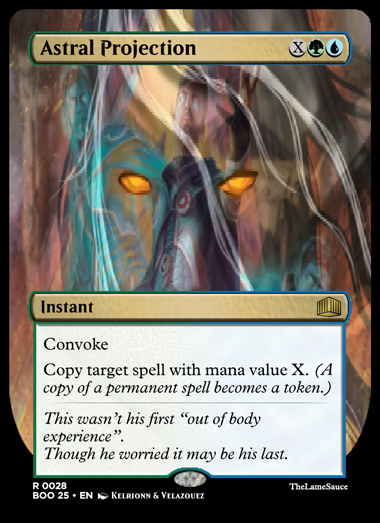 Astral Projection X
Instant
Convoke
Copy target spell with mana value X. (A
copy of a permanent spell becomes a token.)
This wasn't his first “out of body
experience”.
Though he worried it may be his last.
R 0028
BOO 25 • EN KELRIONN & VELAZOUEZ
TheLameSauce